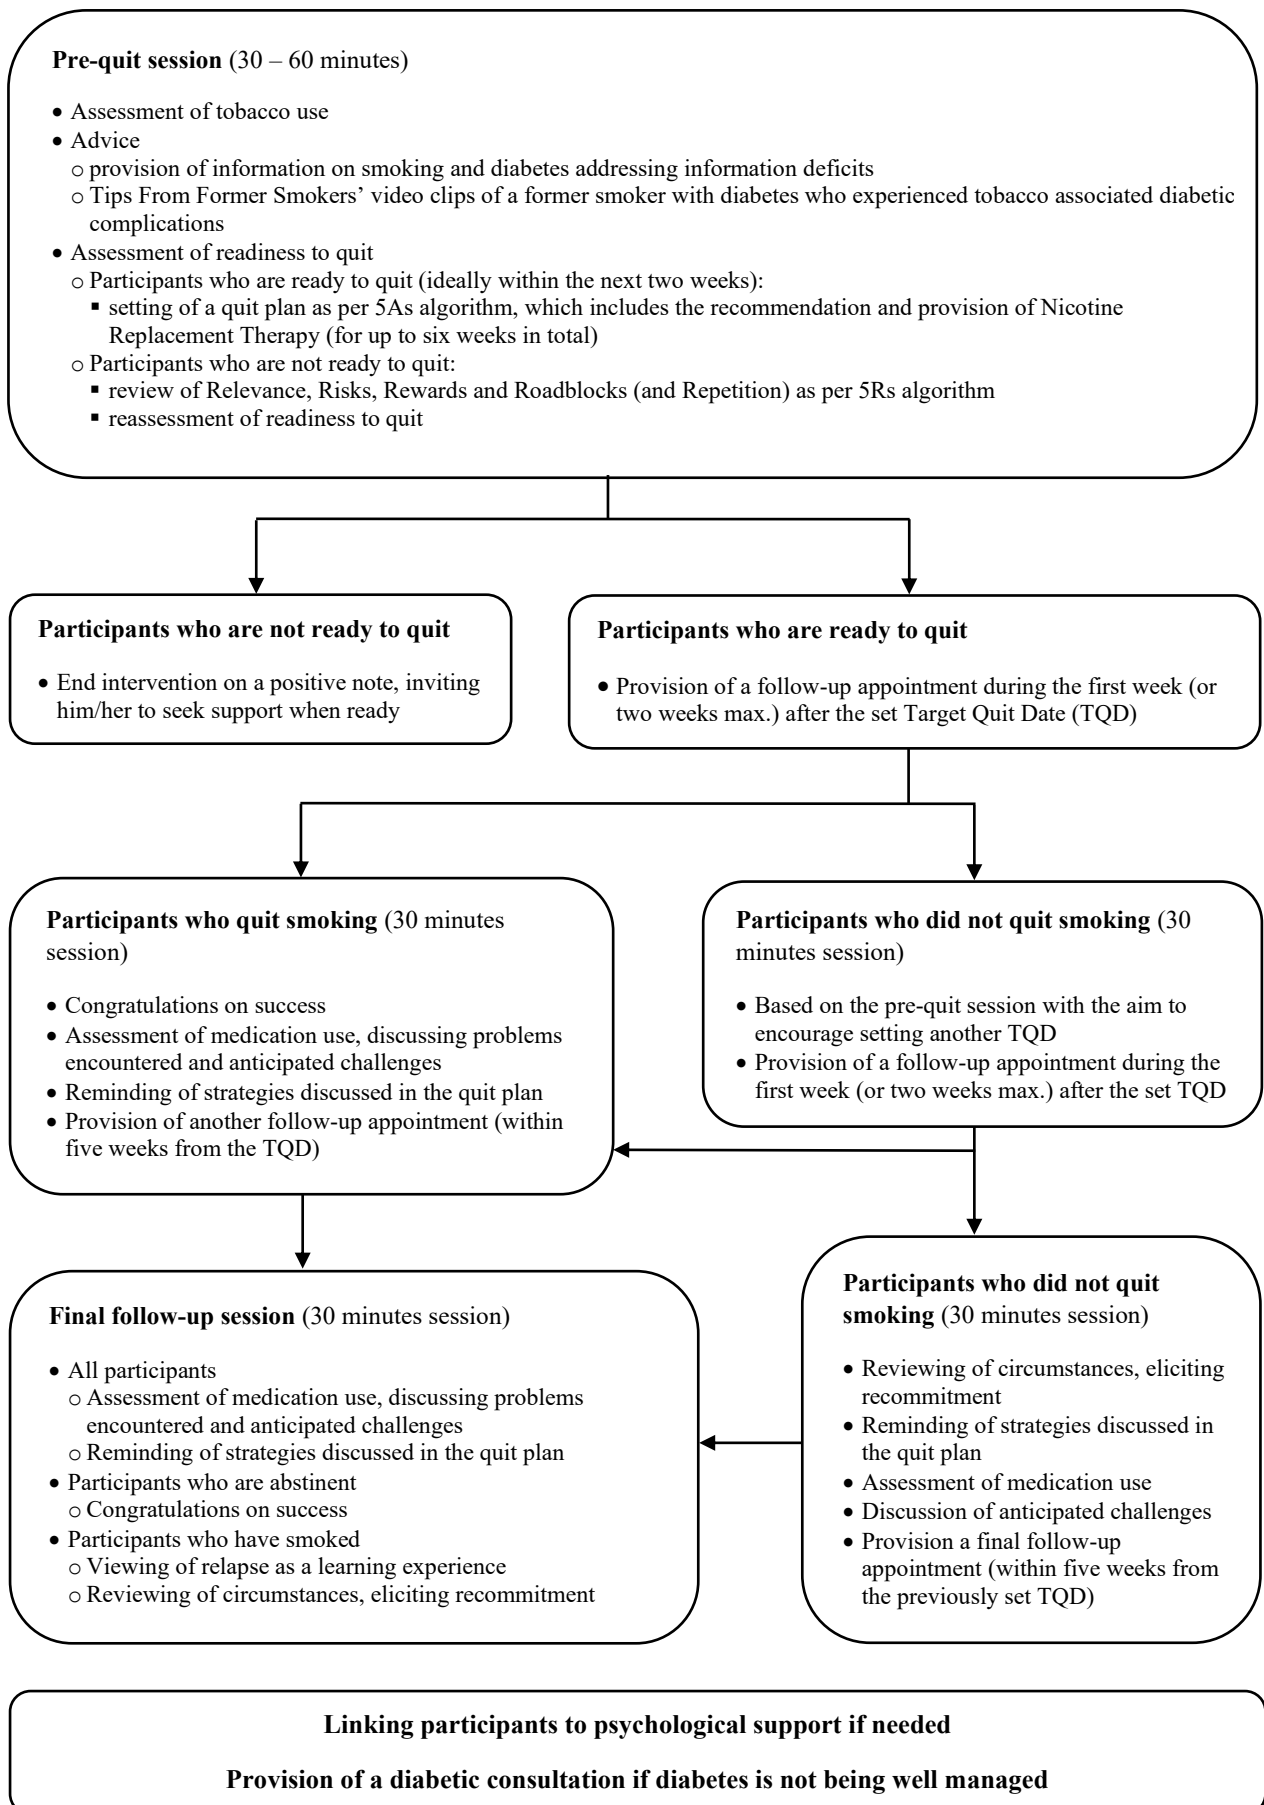 Pre-quit session (30 – 60 minutes)
• Assessment of tobacco use
• Advice
o provision of information on smoking and diabetes addressing information deficits
o Tips From Former Smokers’ video clips of a former smoker with diabetes who experienced tobacco associated diabetic
complications
• Assessment of readiness to quit
o Participants who are ready to quit (ideally within the next two weeks):
▪ setting of a quit plan as per 5As algorithm, which includes the recommendation and provision of Nicotine
Replacement Therapy (for up to six weeks in total)
o Participants who are not ready to quit:
▪ review of Relevance, Risks, Rewards and Roadblocks (and Repetition) as per 5Rs algorithm
▪ reassessment of readiness to quit
Participants who are not ready to quit
• End intervention on a positive note, inviting
him/her to seek support when ready
Participants who are ready to quit
• Provision of a follow-up appointment during the first week (or
two weeks max.) after the set Target Quit Date (TQD)
Participants who quit smoking (30 minutes
session)
• Congratulations on success
• Assessment of medication use, discussing problems
encountered and anticipated challenges
• Reminding of strategies discussed in the quit plan
• Provision of another follow-up appointment (within
five weeks from the TQD)
Participants who did not quit smoking (30
minutes session)
• Based on the pre-quit session with the aim to
encourage setting another TQD
• Provision of a follow-up appointment during the
first week (or two weeks max.) after the set TQD
Final follow-up session (30 minutes session)
• All participants
o Assessment of medication use, discussing problems
encountered and anticipated challenges
o Reminding of strategies discussed in the quit plan
• Participants who are abstinent
o Congratulations on success
• Participants who have smoked
o Viewing of relapse as a learning experience
o Reviewing of circumstances, eliciting recommitment
Participants who did not quit
smoking (30 minutes session)
• Reviewing of circumstances, eliciting
recommitment
• Reminding of strategies discussed in
the quit plan
• Assessment of medication use
• Discussion of anticipated challenges
• Provision a final follow-up
appointment (within five weeks from
the previously set TQD)
Linking participants to psychological support if needed
Provision of a diabetic consultation if diabetes is not being well managed